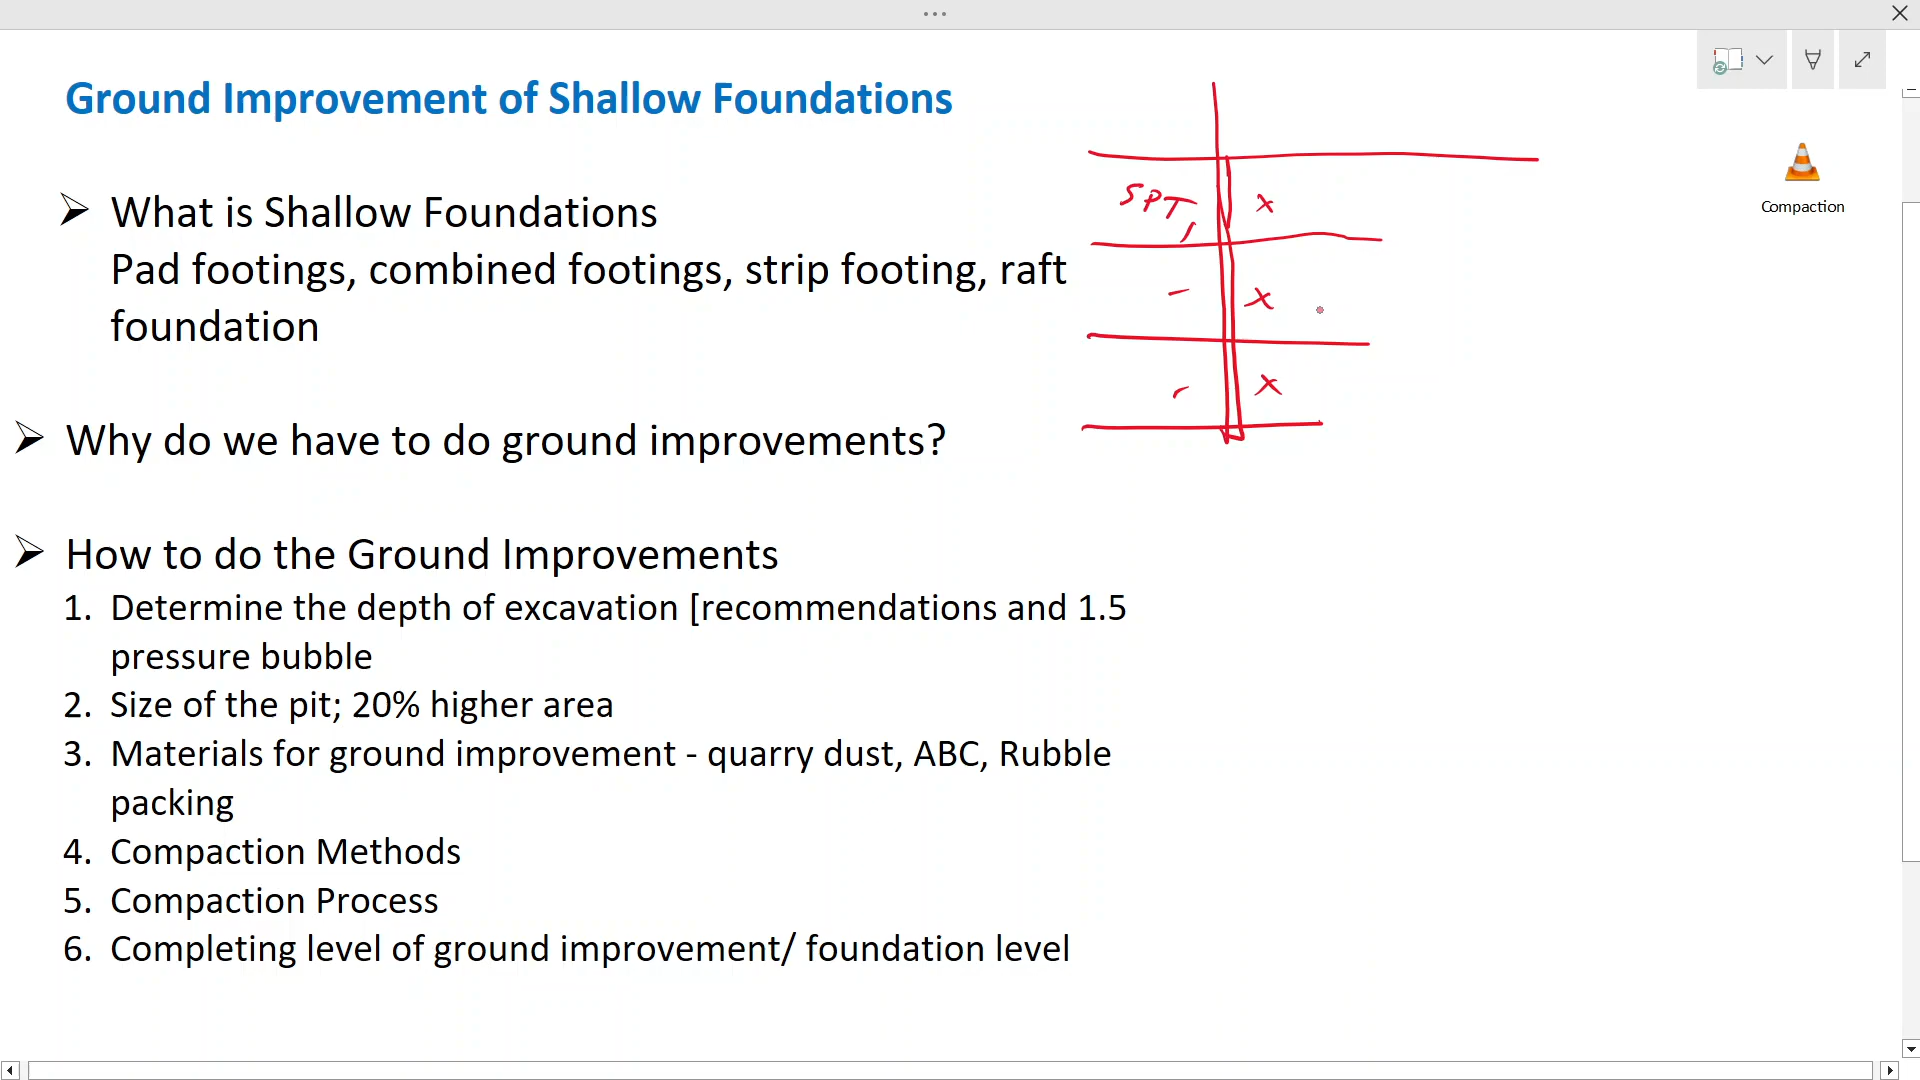 Ground Improvement of Shallow Foundations
➢ What is Shallow Foundations
Pad footings, combined footings, strip footing, raft
foundation
➢ Why do we have to do ground improvements?
➢ How to do the Ground Improvements
1. Determine the depth of excavation [recommendations and 1.5
pressure bubble
2. Size of the pit; 20% higher area
3. Materials for ground improvement - quarry dust, ABC, Rubble
packing
4. Compaction Methods
5. Compaction Process
6. Completing level of ground improvement/ foundation level
SPT, x
- x
- x
Compaction